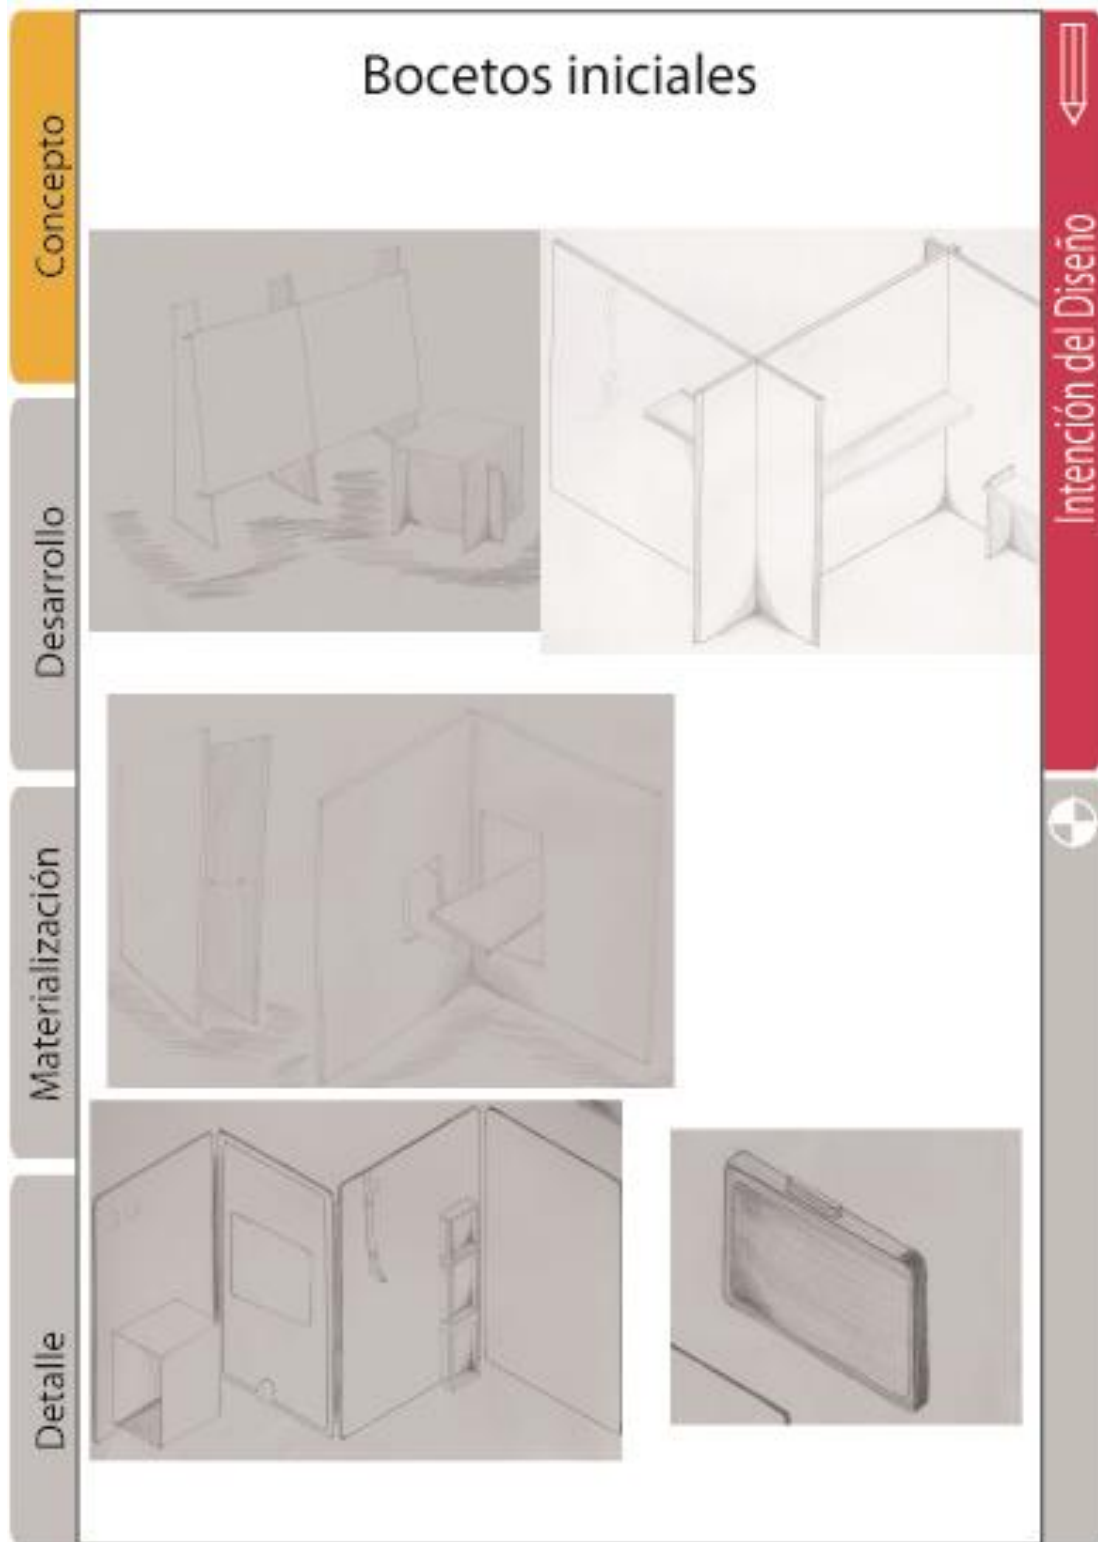 Bocetos iniciales
Concepto
Desarrollo
Materialización
Detalle
Intención del Diseño